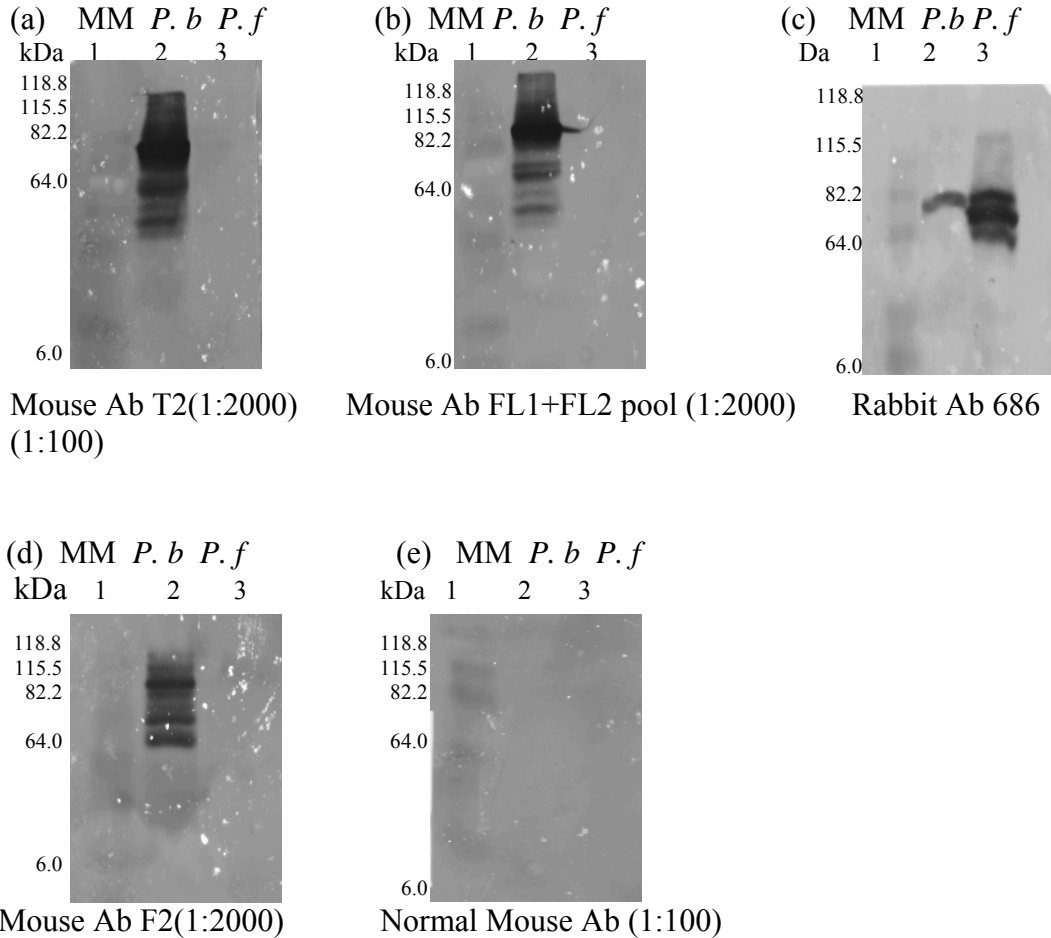 (a) MM P. b P. f
kDa 1 2 3
118.8
115.5
82.2
64.0
6.0
Mouse Ab T2(1:2000)
(1:100)
(b) MM P. b P. f
kDa 1 2 3
118.8
115.5
82.2
64.0
6.0
Mouse Ab FL1+FL2 pool (1:2000)
(c) MM P.b P. f
Da 1 2 3
118.8
115.5
82.2
64.0
6.0
Rabbit Ab 686
(d) MM P. b P. f
kDa 1 2 3
118.8
115.5
82.2
64.0
6.0
Mouse Ab F2(1:2000)
(e) MM P. b P. f
kDa 1 2 3
118.8
115.5
82.2
64.0
6.0
Normal Mouse Ab (1:100)